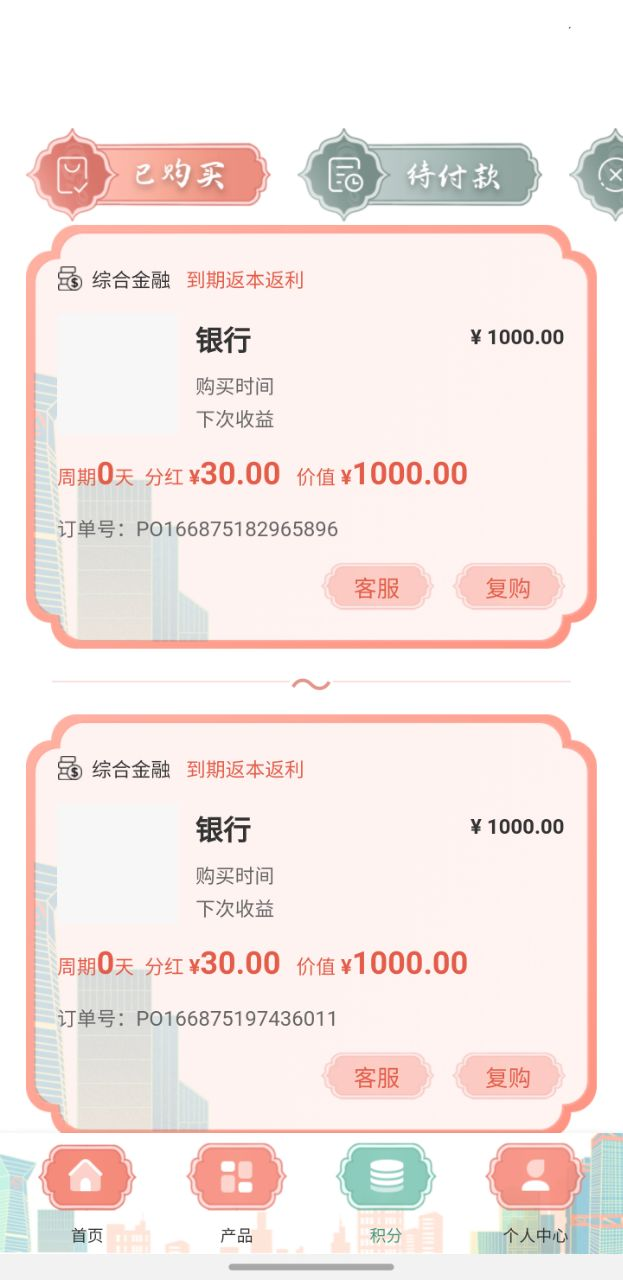 已购买 待付款
综合金融 到期返本返利
银行 ¥ 1000.00
购买时间
下次收益
周期0天 分红 ¥30.00 价值 ¥1000.00
订单号：PO166875182965896
客服 复购
综合金融 到期返本返利
银行 ¥ 1000.00
购买时间
下次收益
周期0天 分红 ¥30.00 价值 ¥1000.00
订单号：PO166875197436011
客服 复购
首页 产品 积分 个人中心